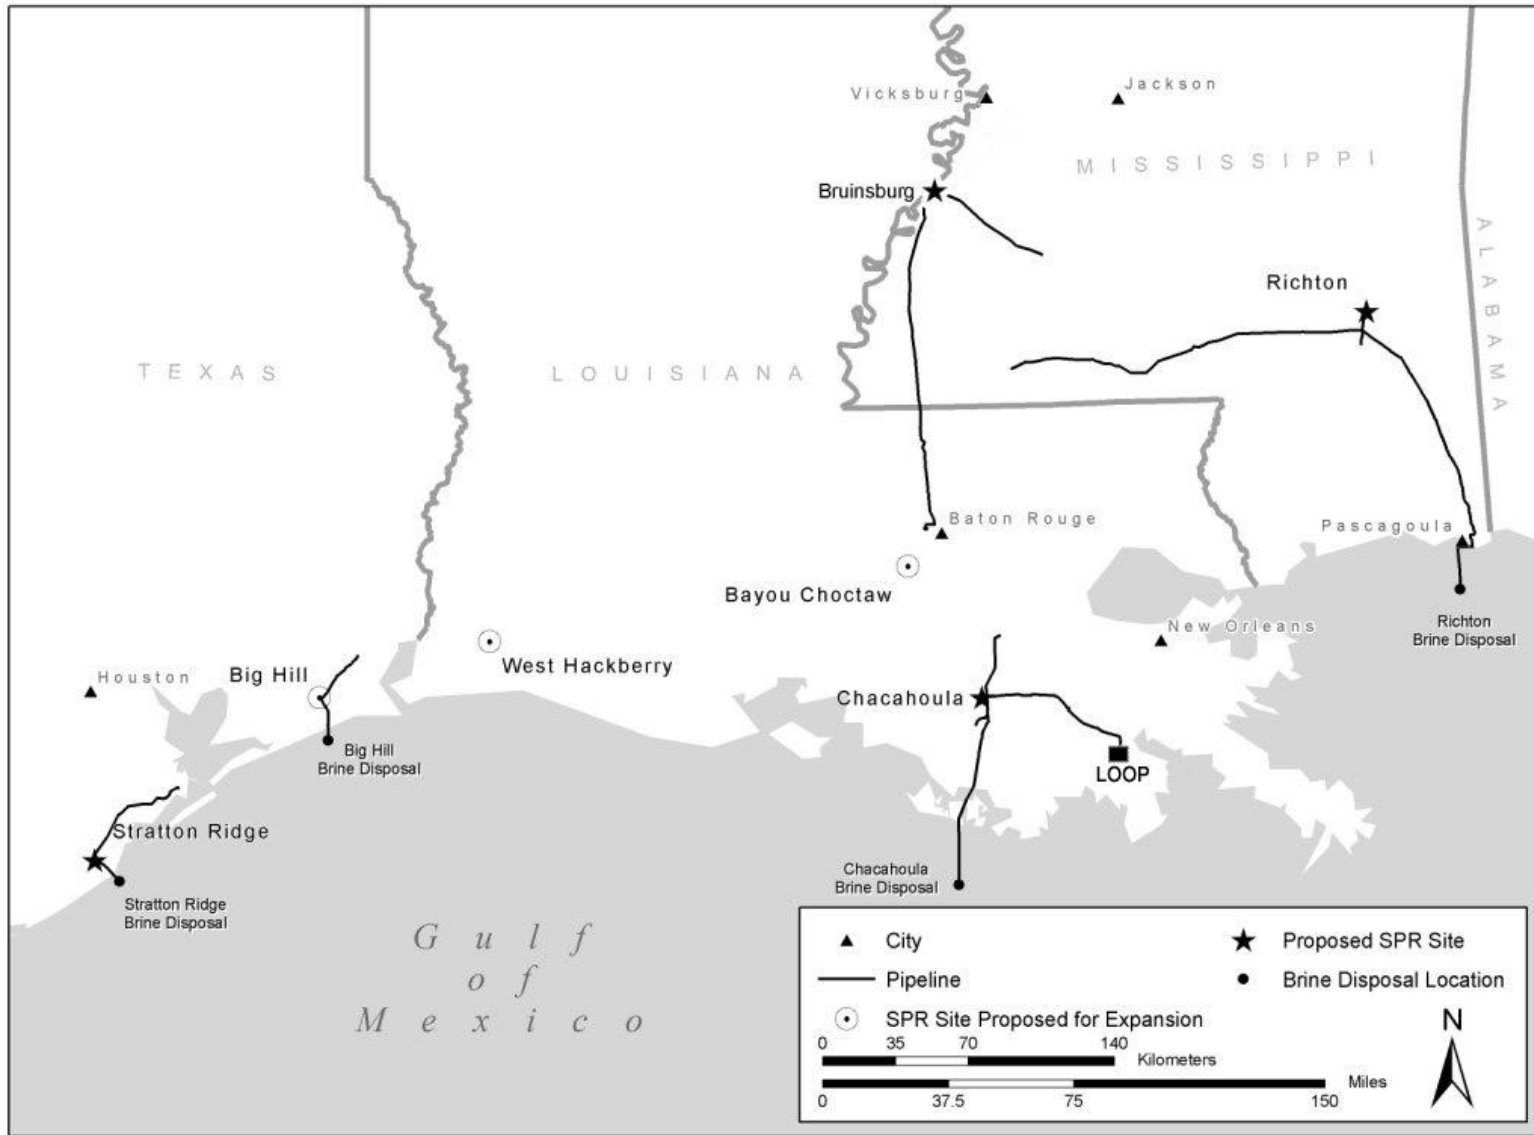 Vicksburg
Jackson
MISSISSIPPI
Bruinsburg
ALABAMA
Richton
TEXAS
LOUISIANA
Baton Rouge
Pascagoula
Bayou Choctaw
New Orleans
Richton
Brine Disposal
West Hackberry
Houston
Big Hill
Chacahoula
Big Hill
Brine Disposal
LOOP
Stratton Ridge
Chacahoula
Brine Disposal
Stratton Ridge
Brine Disposal
Gulf
of
Mexico
City
Proposed SPR Site
Pipeline
Brine Disposal Location
SPR Site Proposed for Expansion
N
0 35 70 140
Kilometers
Miles
0 37.5 75 150